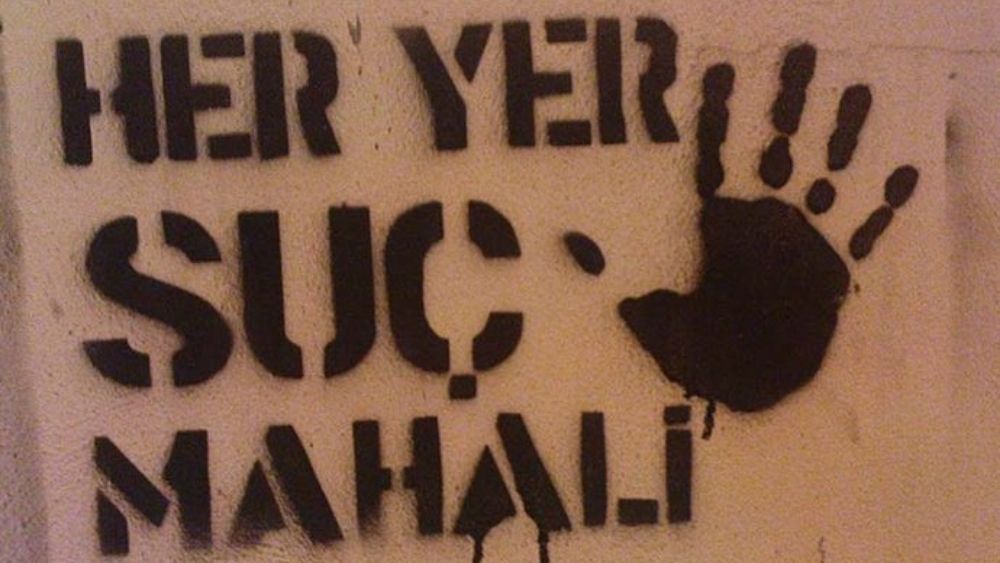 HER YER
SUÇ
MAHALİ